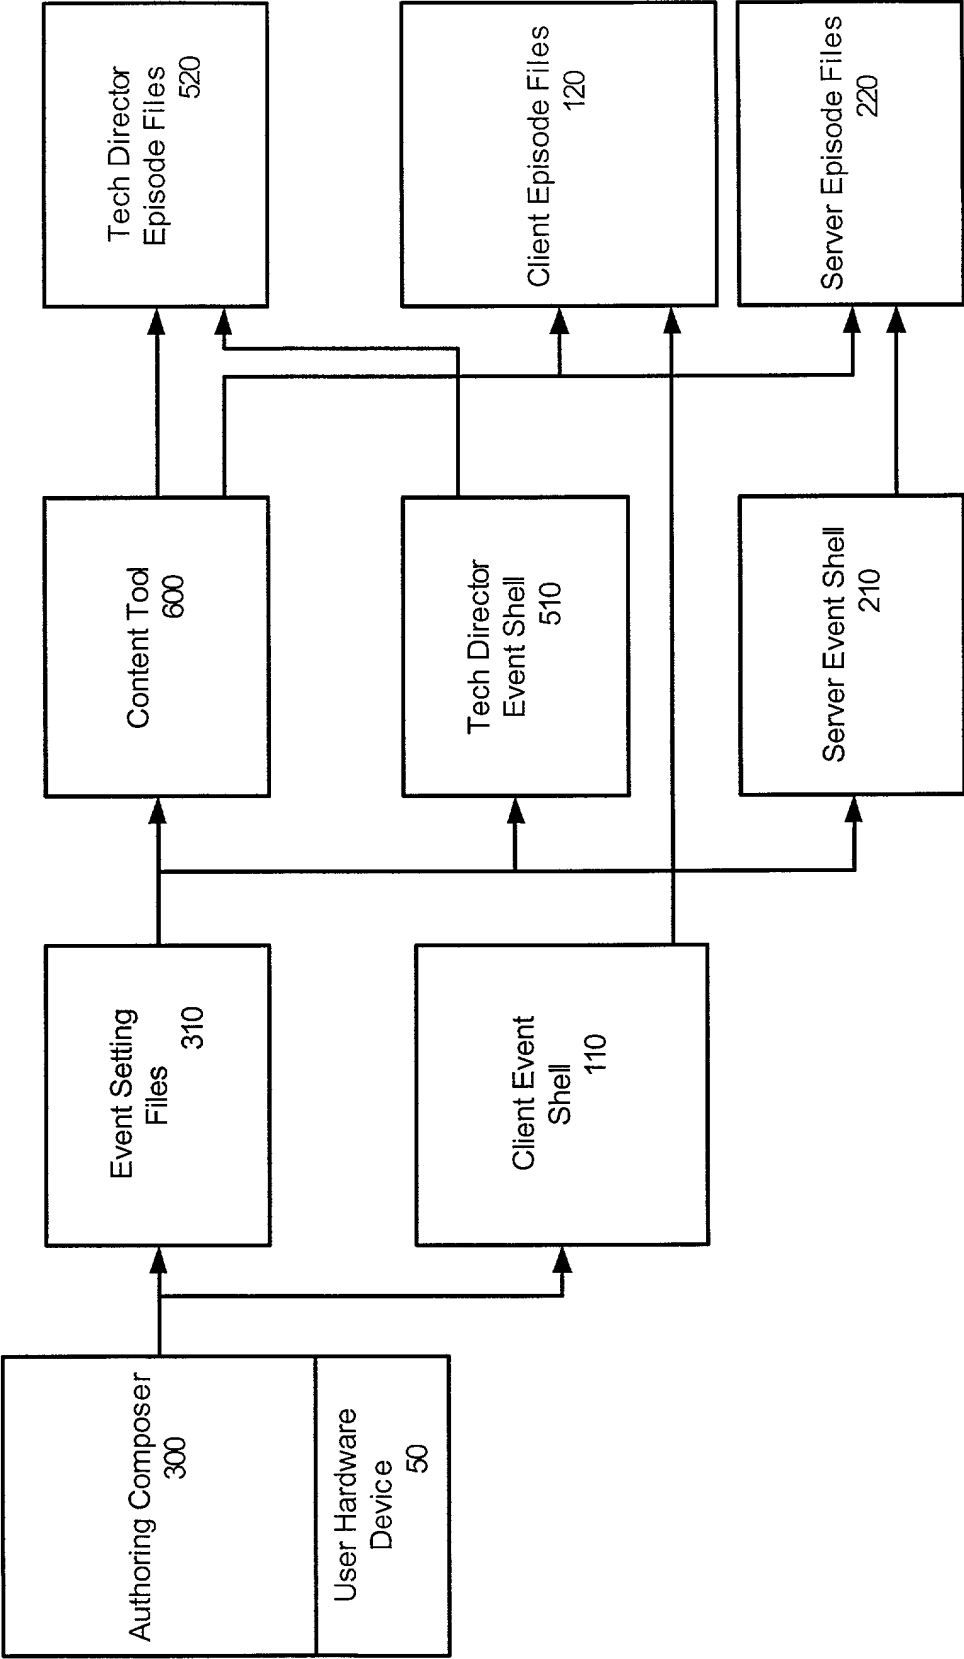 Authoring Composer
300
User Hardware
Device
50
Event Setting
Files
310
Client Event
Shell
110
Content Tool
600
Tech Director
Event Shell
510
Server Event Shell
210
Tech Director
Episode Files
520
Client Episode Files
120
Server Episode Files
220